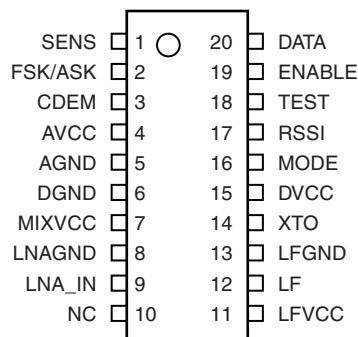 SENS 1 20 DATA
FSK/ASK 2 19 ENABLE
CDEM 3 18 TEST
AVCC 4 17 RSSI
AGND 5 16 MODE
DGND 6 15 DVCC
MIXVCC 7 14 XTO
LNAGND 8 13 LFGND
LNA_IN 9 12 LF
NC 10 11 LFVCC